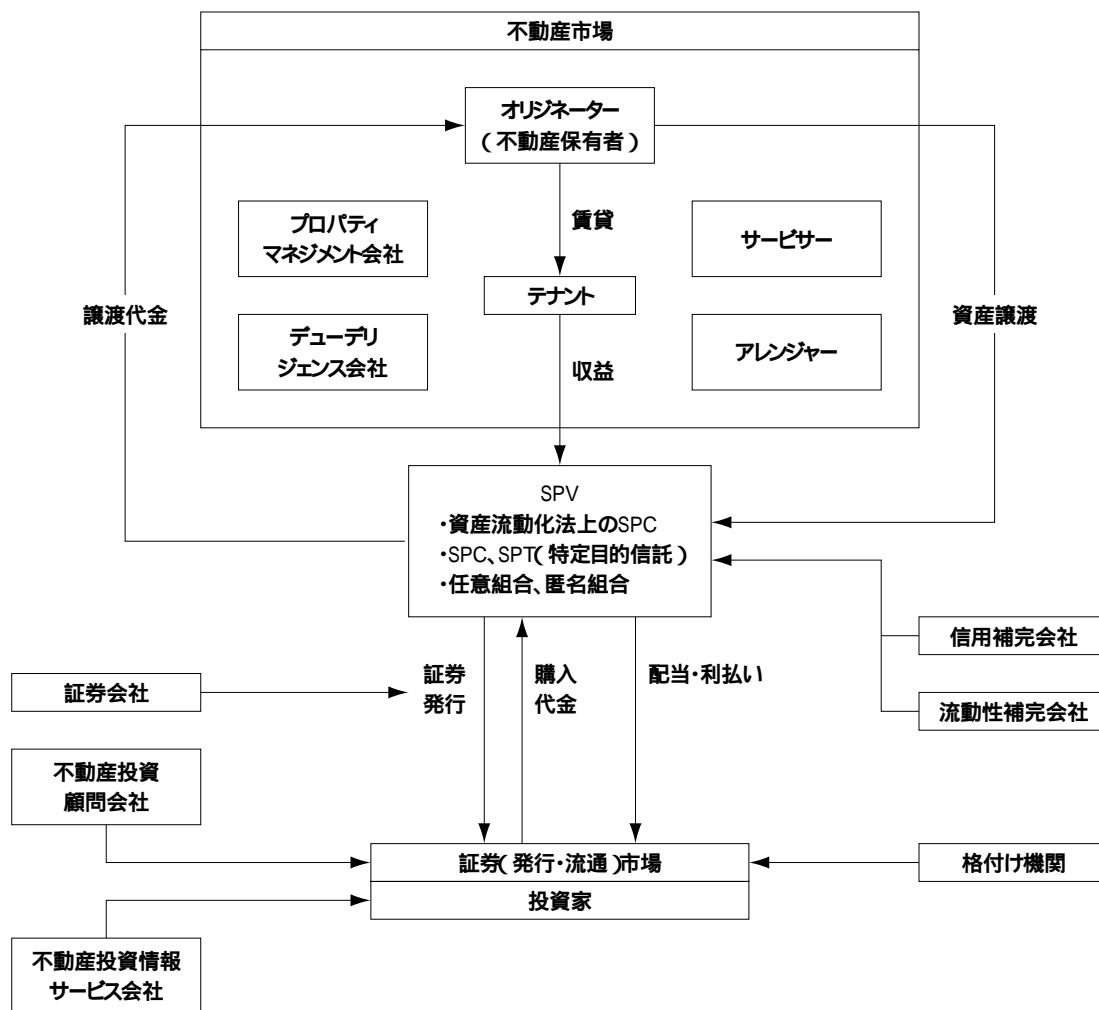 不動産市場
オリジネーター
（不動産保有者）
プロパティ
マネジメント会社
賃貸
サービサー
テナント
譲渡代金
資産譲渡
デューデリ
ジェンス会社
収益
アレンジャー
SPV
・資産流動化法上のSPC
・SPC、SPT（特定目的信託）
・任意組合、匿名組合
信用補完会社
証券会社
証券
発行
購入
代金
配当・利払い
流動性補完会社
不動産投資
顧問会社
証券（発行・流通）市場
投資家
格付け機関
不動産投資情報
サービス会社